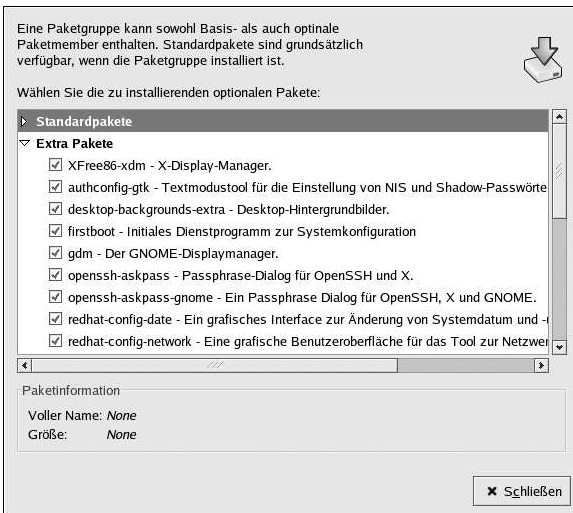 Eine Paketgruppe kann sowohl Basis- als auch optinale
Paketmember enthalten. Standardpakete sind grundsätzlich
verfügbar, wenn die Paketgruppe installiert ist.
Wählen Sie die zu installierenden optionalen Pakete:
Standardpakete
Extra Pakete
XFree86-xdm - X-Display-Manager.
authconfig-gtk - Textmodustool für die Einstellung von NIS und Shadow-Passwörte
desktop-backgrounds-extra - Desktop-Hintergrundbilder.
firstboot - Initiales Dienstprogramm zur Systemkonfiguration
gdm - Der GNOME-Displaymanager.
openssh-askpass - Passphrase-Dialog für OpenSSH und X.
openssh-askpass-gnome - Ein Passphrase Dialog für OpenSSH, X und GNOME.
redhat-config-date - Ein grafisches Interface zur Änderung von Systemdatum und -
redhat-config-network - Eine grafische Benutzeroberfläche für das Tool zur Netzwer
Paketinformation
Voller Name: None
Größe: None
Schließen